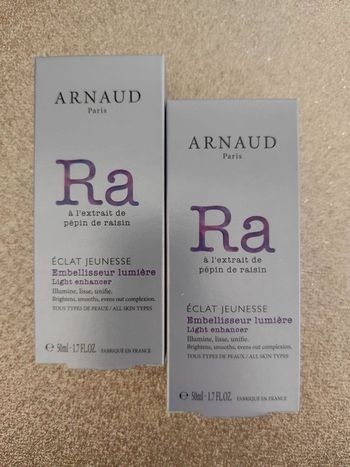 ARNAUD
Paris
Ra
à l'extrait de
pépin de raisin
ÉCLAT JEUNESSE
Embellisseur lumière
Light enhancer
Illumine, lisse, unifie.
Brightens, smooths, evens out complexion.
TOUS TYPES DE PEAUX / ALL SKIN TYPES
℮ 50ml - 1.7 FL.OZ. FABRIQUÉ EN FRANCE
ARNAUD
Paris
Ra
à l'extrait de
pépin de raisin
ÉCLAT JEUNESSE
Embellisseur lumière
Light enhancer
Illumine, lisse, unifie.
Brightens, smooths, evens out complexion.
TOUS TYPES DE PEAUX / ALL SKIN TYPES
℮ 50ml - 1.7 FL.OZ. FABRIQUÉ EN FRANCE